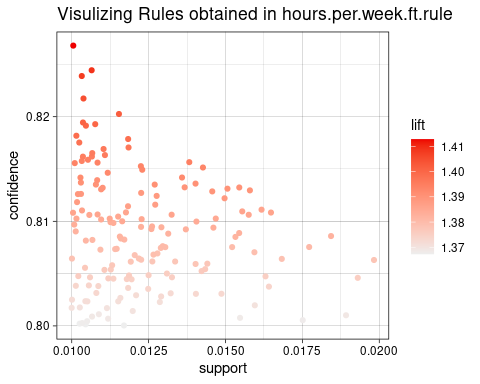 Visulizing Rules obtained in hours.per.week.ft.rule
confidence
0.82
0.81
0.80
0.0100 0.0125 0.0150 0.0175 0.0200
support
lift
1.41
1.40
1.39
1.38
1.37